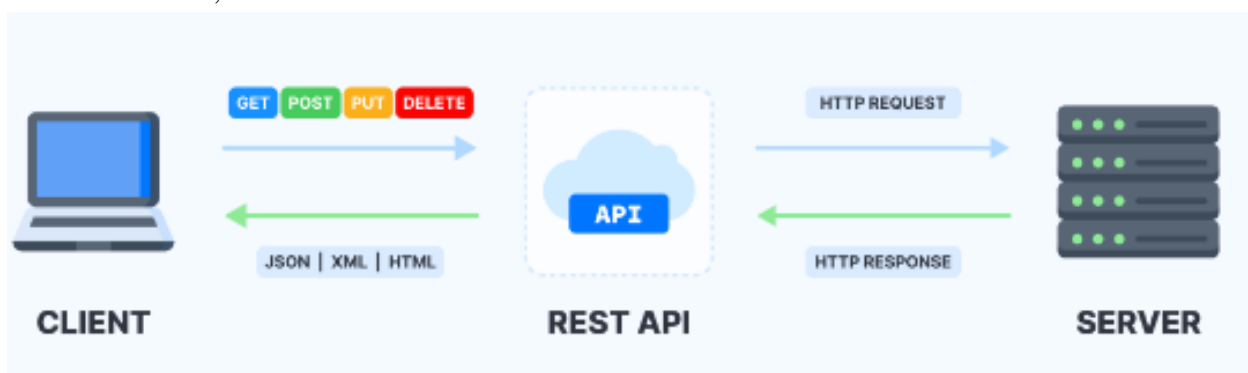 GET POST PUT DELETE
HTTP REQUEST
API
JSON | XML | HTML
HTTP RESPONSE
CLIENT
REST API
SERVER